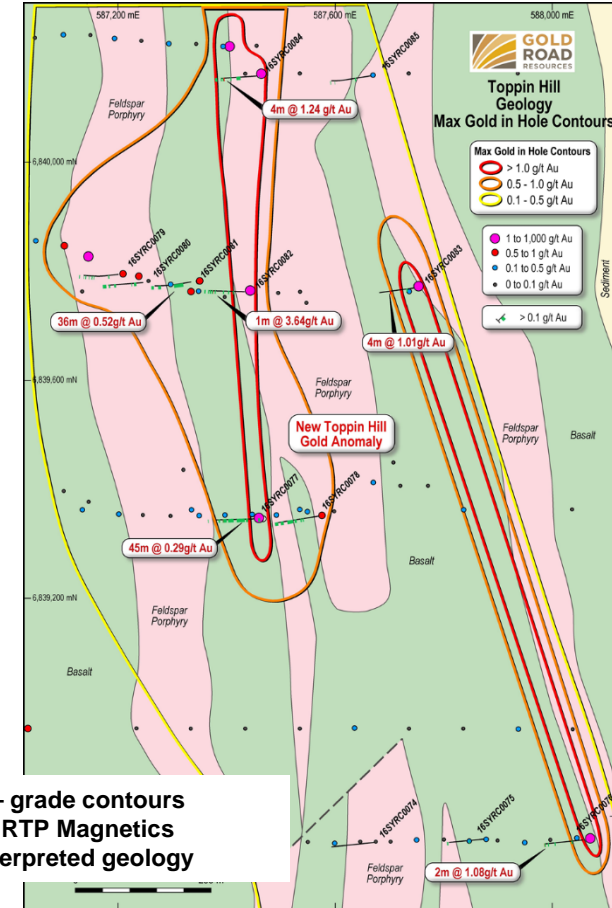 587,200 mE
587,600 mE
588,000 mE
GOLD
ROAD
RESOURCES
Toppin Hill
Geology
Max Gold in Hole Contours
Max Gold in Hole Contours
> 1.0 g/t Au
0.5 - 1.0 g/t Au
0.1 - 0.5 g/t Au
1 to 1,000 g/t Au
0.5 to 1 g/t Au
0.1 to 0.5 g/t Au
0 to 0.1 g/t Au
> 0.1 g/t Au
16SYRC0084
16SYRC0085
4m @ 1.24 g/t Au
Feldspar
Porphyry
6,840,000 mN
16SYRC0079
16SYRC0080
16SYRC0081
16SYRC0082
16SYRC0083
Sediment
36m @ 0.52g/t Au
1m @ 3.64g/t Au
4m @ 1.01g/t Au
6,839,600 mN
Feldspar
Porphyry
New Toppin Hill
Gold Anomaly
Feldspar
Porphyry
Basalt
16SYRC0077
16SYRC0078
45m @ 0.29g/t Au
Basalt
6,839,200 mN
Feldspar
Porphyry
Basalt
- grade contours
RTP Magnetics
erpreted geology
16SYRC0074
16SYRC0075
16SYRC0076
Feldspar
Porphyry
2m @ 1.08g/t Au